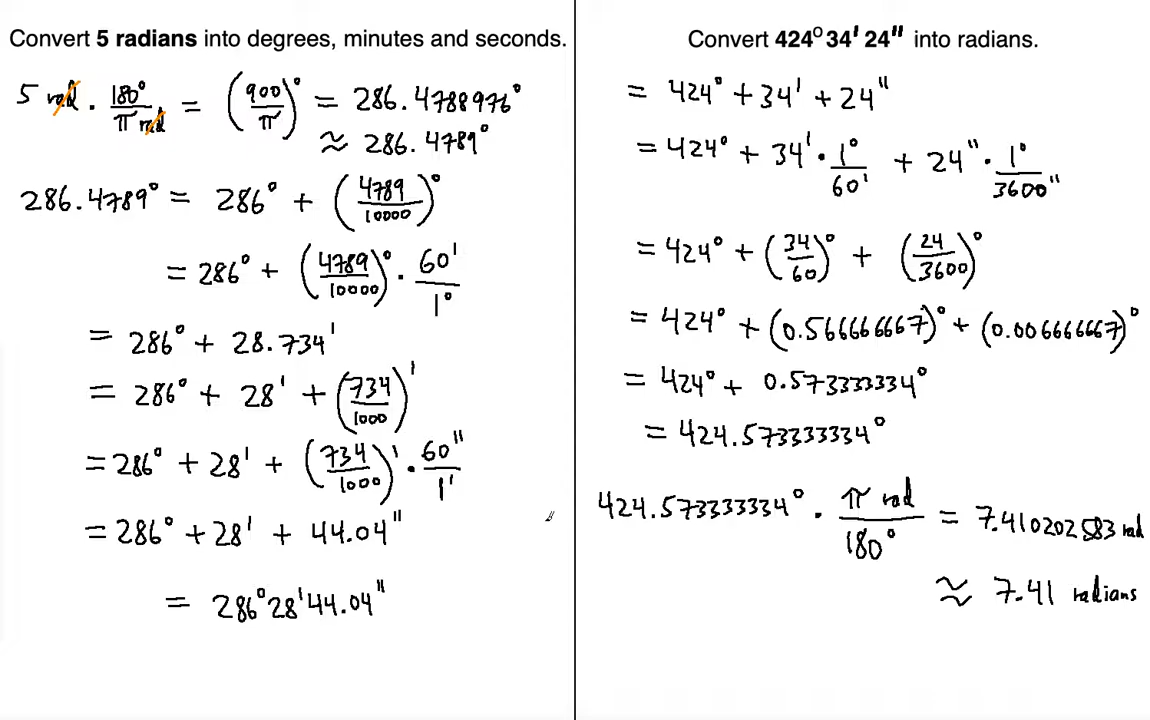 Convert 5 radians into degrees, minutes and seconds.
5 rad · 180° / π rad = (900/π)° = 286.4788976°
≈ 286.4789°
286.4789° = 286° + (4789/10000)°
= 286° + (4789/10000)° · 60'/1°
= 286° + 28.734'
= 286° + 28' + (734/1000)'
= 286° + 28' + (734/1000)' · 60"/1'
= 286° + 28' + 44.04"
= 286°28'44.04"
Convert 424° 34' 24" into radians.
= 424° + 34' + 24"
= 424° + 34' · 1°/60' + 24" · 1°/3600"
= 424° + (34/60)° + (24/3600)°
= 424° + (0.566666667)° + (0.006666667)°
= 424° + 0.573333334°
= 424.573333334°
424.573333334° · π rad / 180° = 7.410202583 rad
≈ 7.41 radians